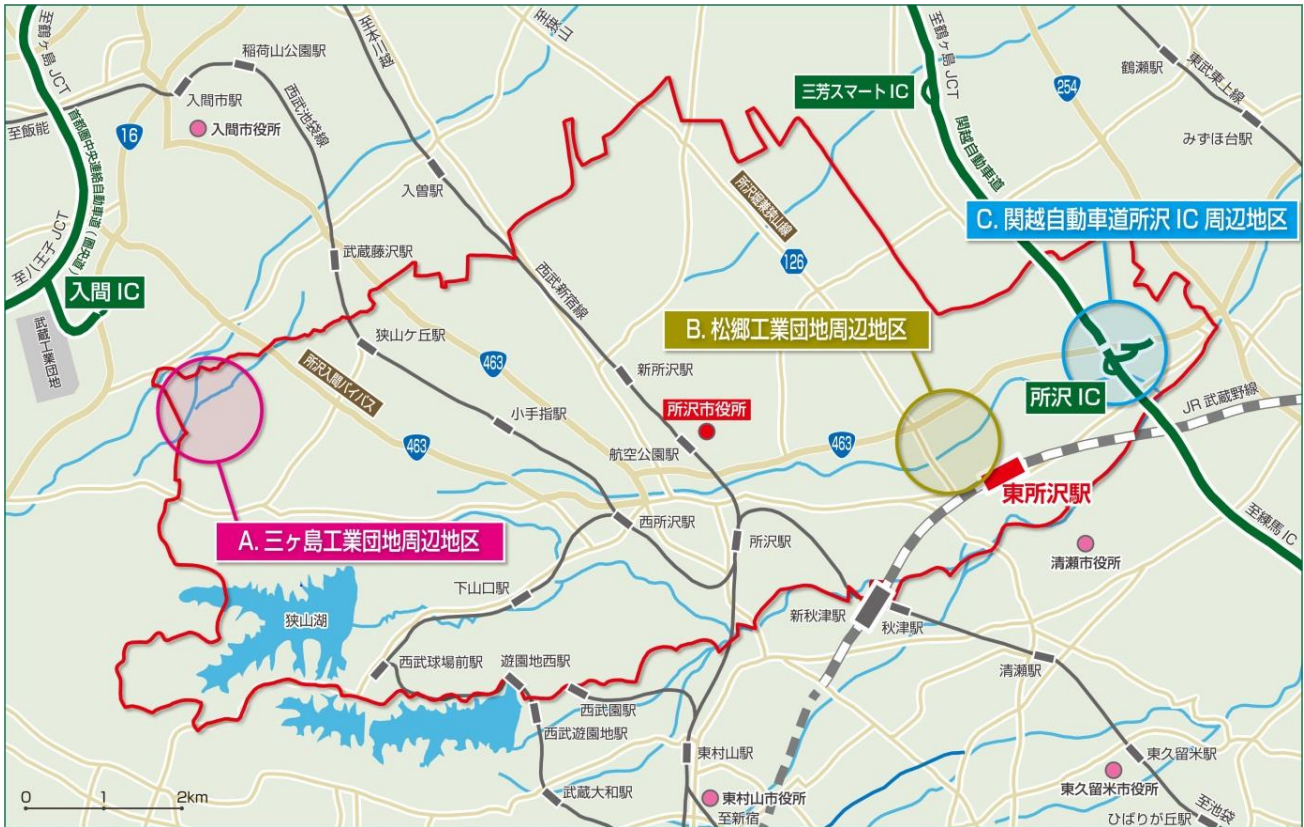 至鶴ヶ島JCT
稲荷山公園駅
至本川越
至狭山
至鶴ヶ島JCT
鶴瀬駅
東武東上線
三芳スマートIC
254
入間市駅
至飯能
16
入間市役所
首都圏中央連絡自動車道（圏央道）
西武池袋線
関越自動車道
みずほ台駅
入曽駅
所沢堀兼狭山線
C. 関越自動車道所沢 IC 周辺地区
至八王子JCT
武蔵藤沢駅
126
入間 IC
西武新宿線
武蔵工業団地
狭山ケ丘駅
B. 松郷工業団地周辺地区
463
所沢入間バイパス
新所沢駅
所沢 IC
JR 武蔵野線
小手指駅
所沢市役所
463
航空公園駅
463
東所沢駅
西所沢駅
所沢駅
至練馬IC
A. 三ヶ島工業団地周辺地区
清瀬市役所
下山口駅
狭山湖
新秋津駅
秋津駅
西武球場前駅
遊園地西駅
清瀬駅
西武園駅
西武遊園地駅
東村山駅
東久留米駅
武蔵大和駅
東村山市役所
東久留米市役所
至新宿
至池袋
ひばりが丘駅
0 1 2km